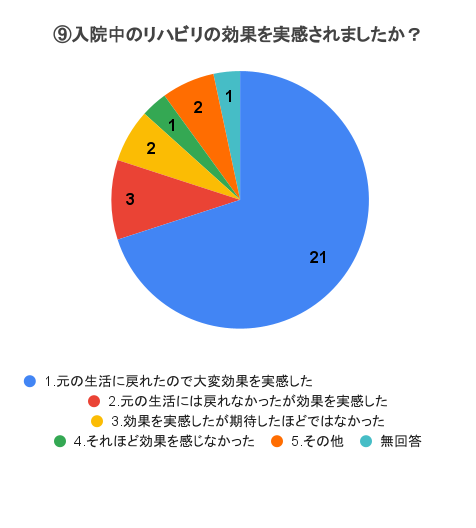 ⑨入院中のリハビリの効果を実感されましたか？
1
2
1
2
3
21
1.元の生活に戻れたので大変効果を実感した
2.元の生活には戻れなかったが効果を実感した
3.効果を実感したが期待したほどではなかった
4.それほど効果を感じなかった 5.その他 無回答